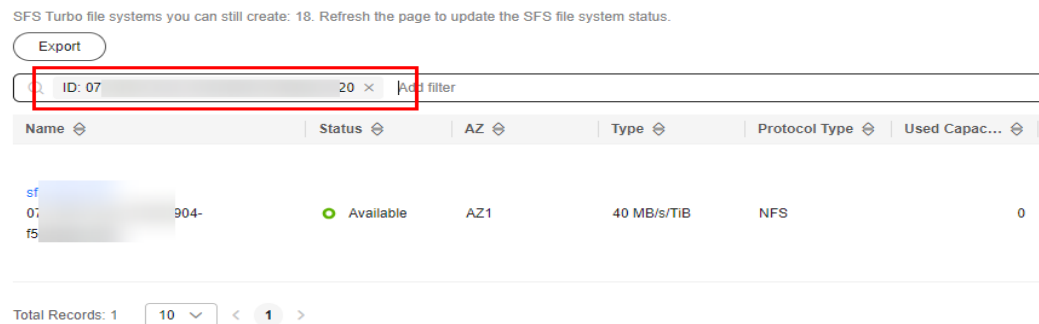 SFS Turbo file systems you can still create: 18. Refresh the page to update the SFS file system status.
Export
ID: 07 20 × Add filter
Name Status AZ Type Protocol Type Used Capac...
sf
07 904-
f5
Available AZ1 40 MB/s/TiB NFS 0
Total Records: 1 10 < 1 >